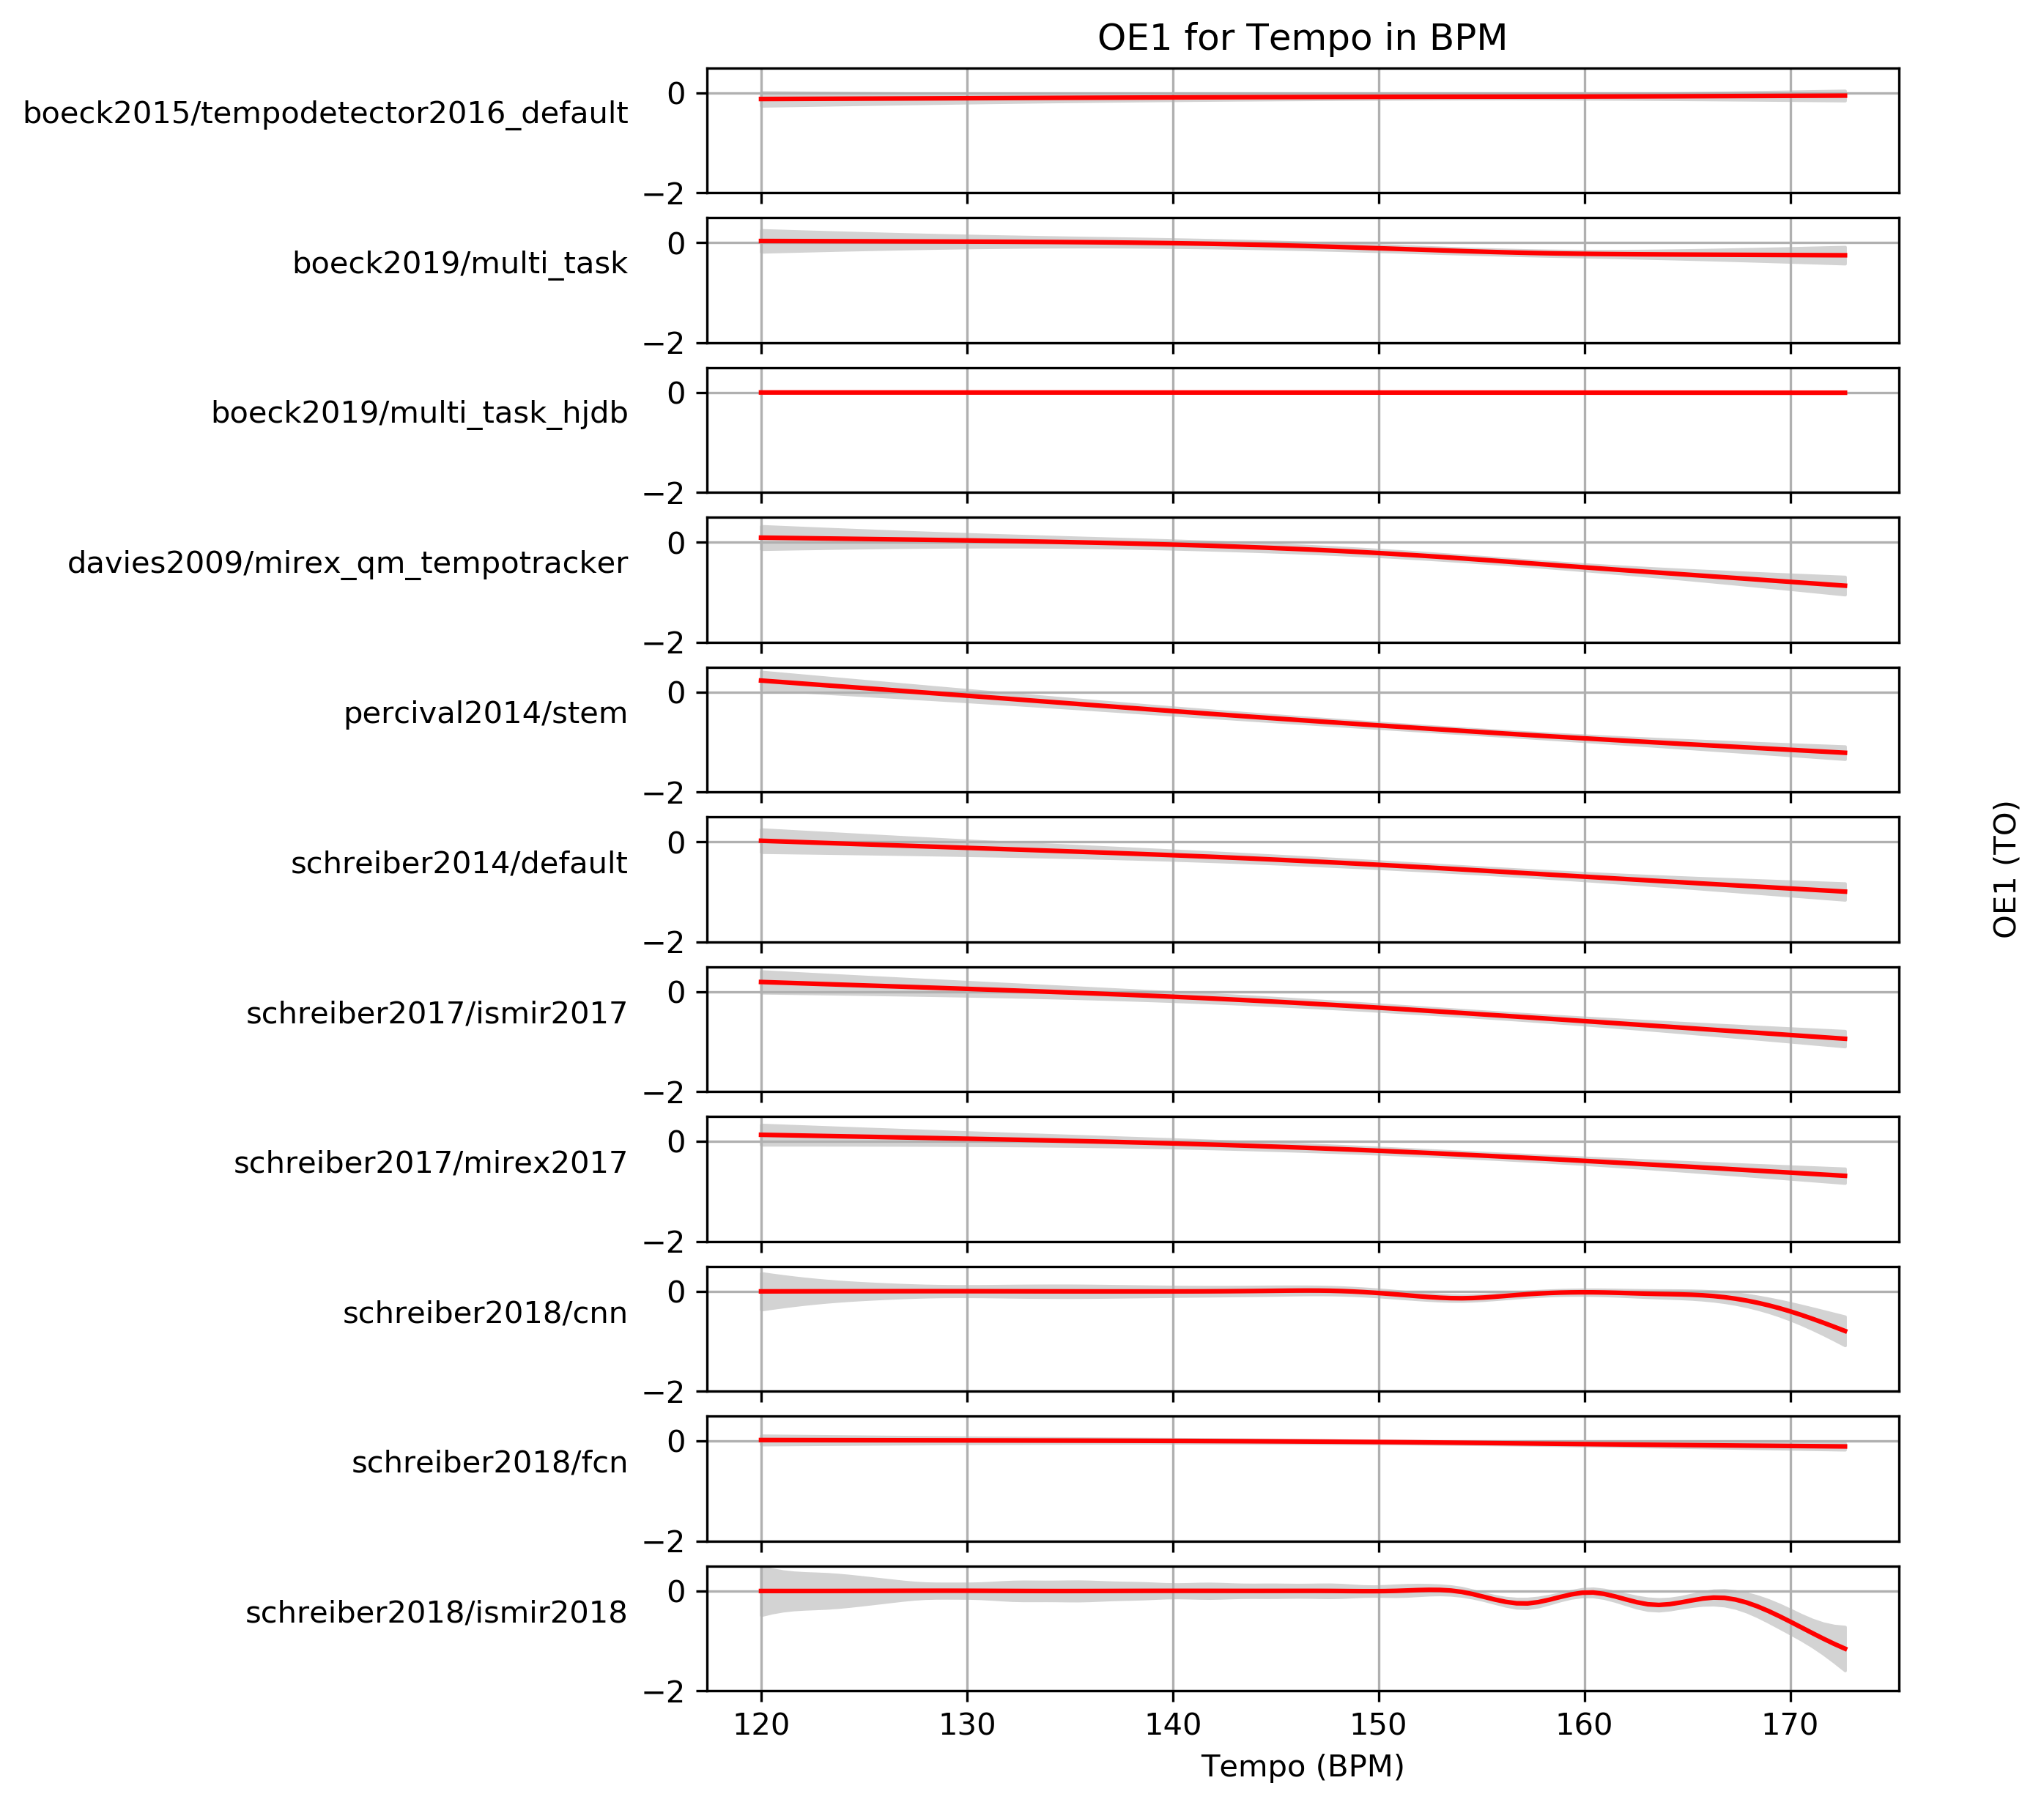 OE1 for Tempo in BPM
0
boeck2015/tempodetector2016_default
−2
0
boeck2019/multi_task
−2
0
boeck2019/multi_task_hjdb
−2
0
davies2009/mirex_qm_tempotracker
−2
0
percival2014/stem
−2
0
schreiber2014/default
−2
OE1 (TO)
0
schreiber2017/ismir2017
−2
0
schreiber2017/mirex2017
−2
0
schreiber2018/cnn
−2
0
schreiber2018/fcn
−2
0
schreiber2018/ismir2018
−2
120 130 140 150 160 170
Tempo (BPM)